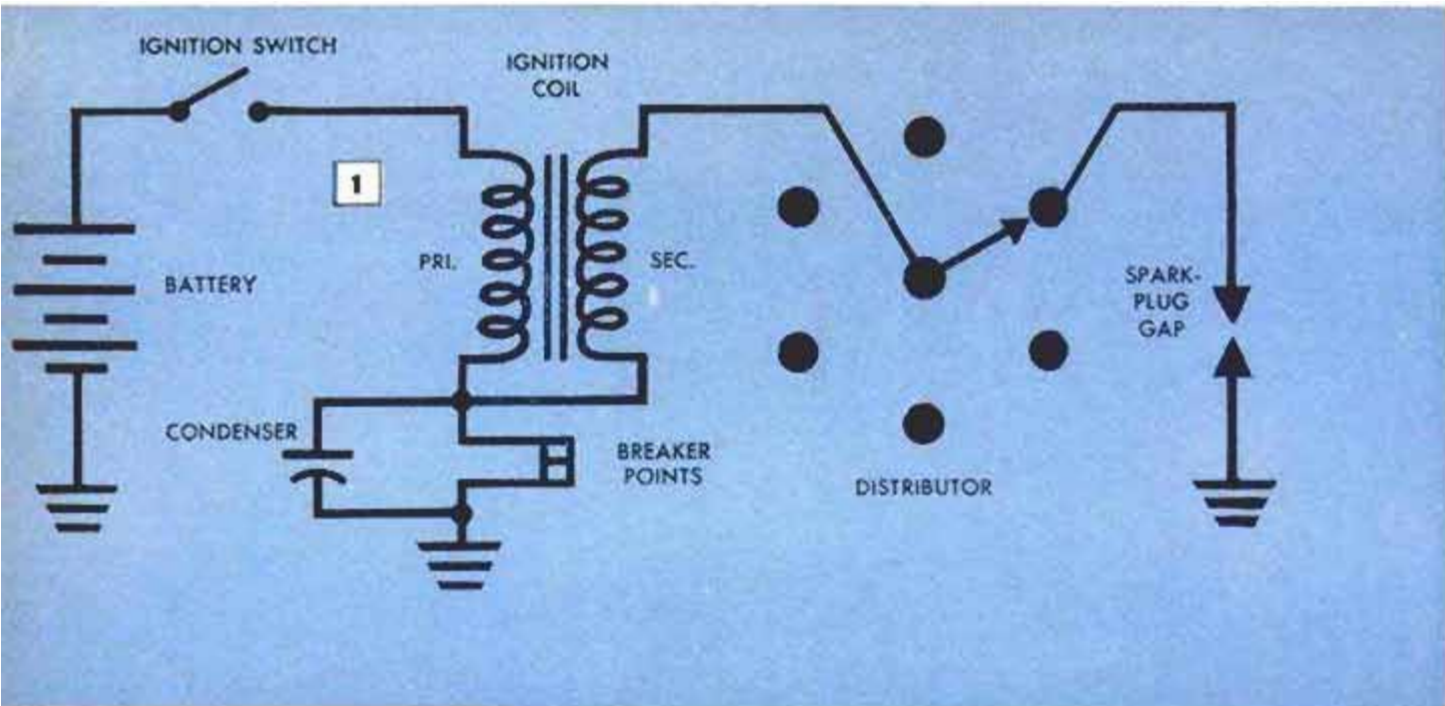 IGNITION SWITCH
IGNITION
COIL
1
PRI.
SEC.
BATTERY
SPARK-
PLUG
GAP
CONDENSER
BREAKER
POINTS
DISTRIBUTOR